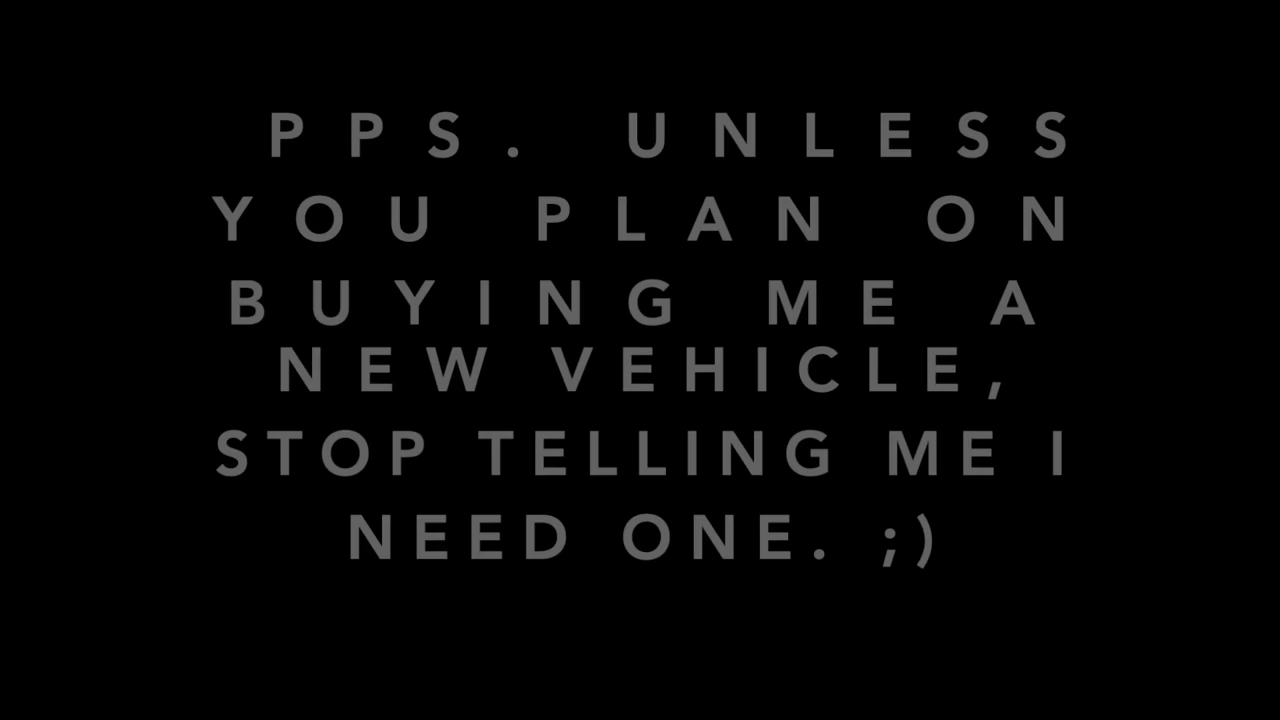 PPS. UNLESS
YOU PLAN ON
BUYING ME A
NEW VEHICLE,
STOP TELLING ME I
NEED ONE. ;)